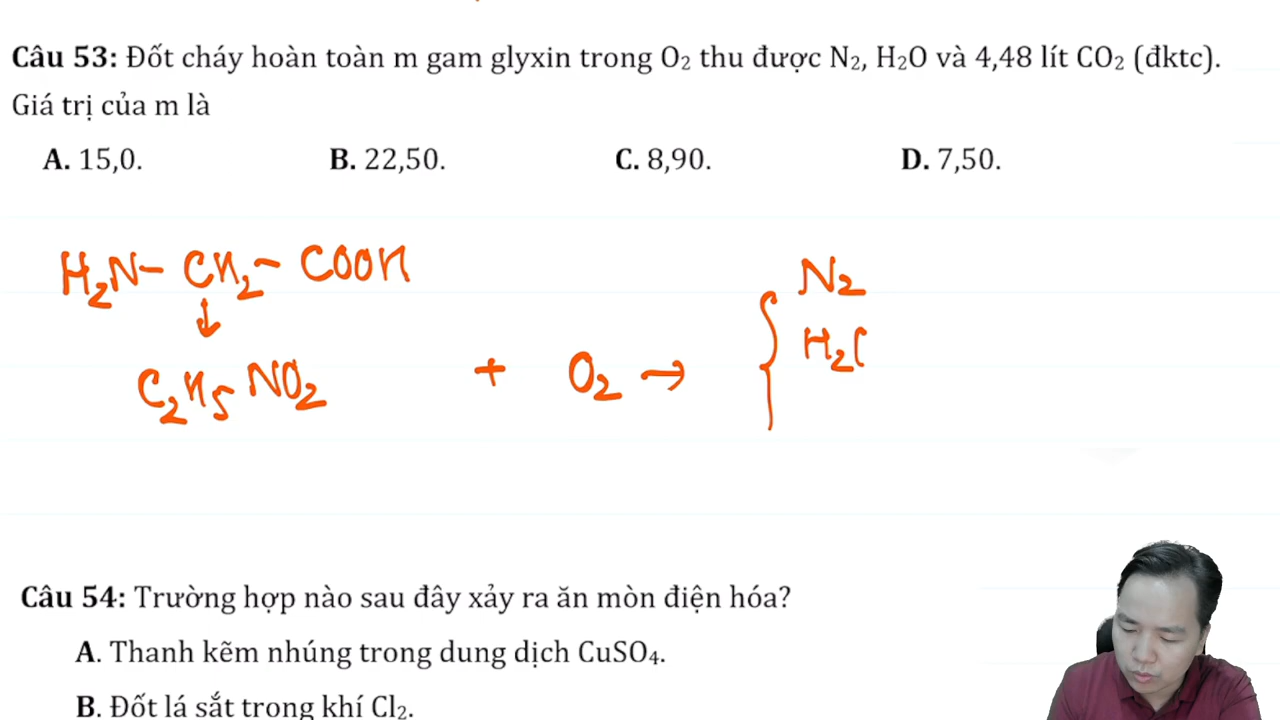 Câu 53: Đốt cháy hoàn toàn m gam glyxin trong O₂ thu được N₂, H₂O và 4,48 lít CO₂ (đktc).
Giá trị của m là
A. 15,0. B. 22,50. C. 8,90. D. 7,50.
H₂N- CH₂- COOH
N₂
↓
H₂(
C₂H₅NO₂ + O₂ → {
Câu 54: Trường hợp nào sau đây xảy ra ăn mòn điện hóa?
A. Thanh kẽm nhúng trong dung dịch CuSO₄.
B. Đốt lá sắt trong khí Cl₂.